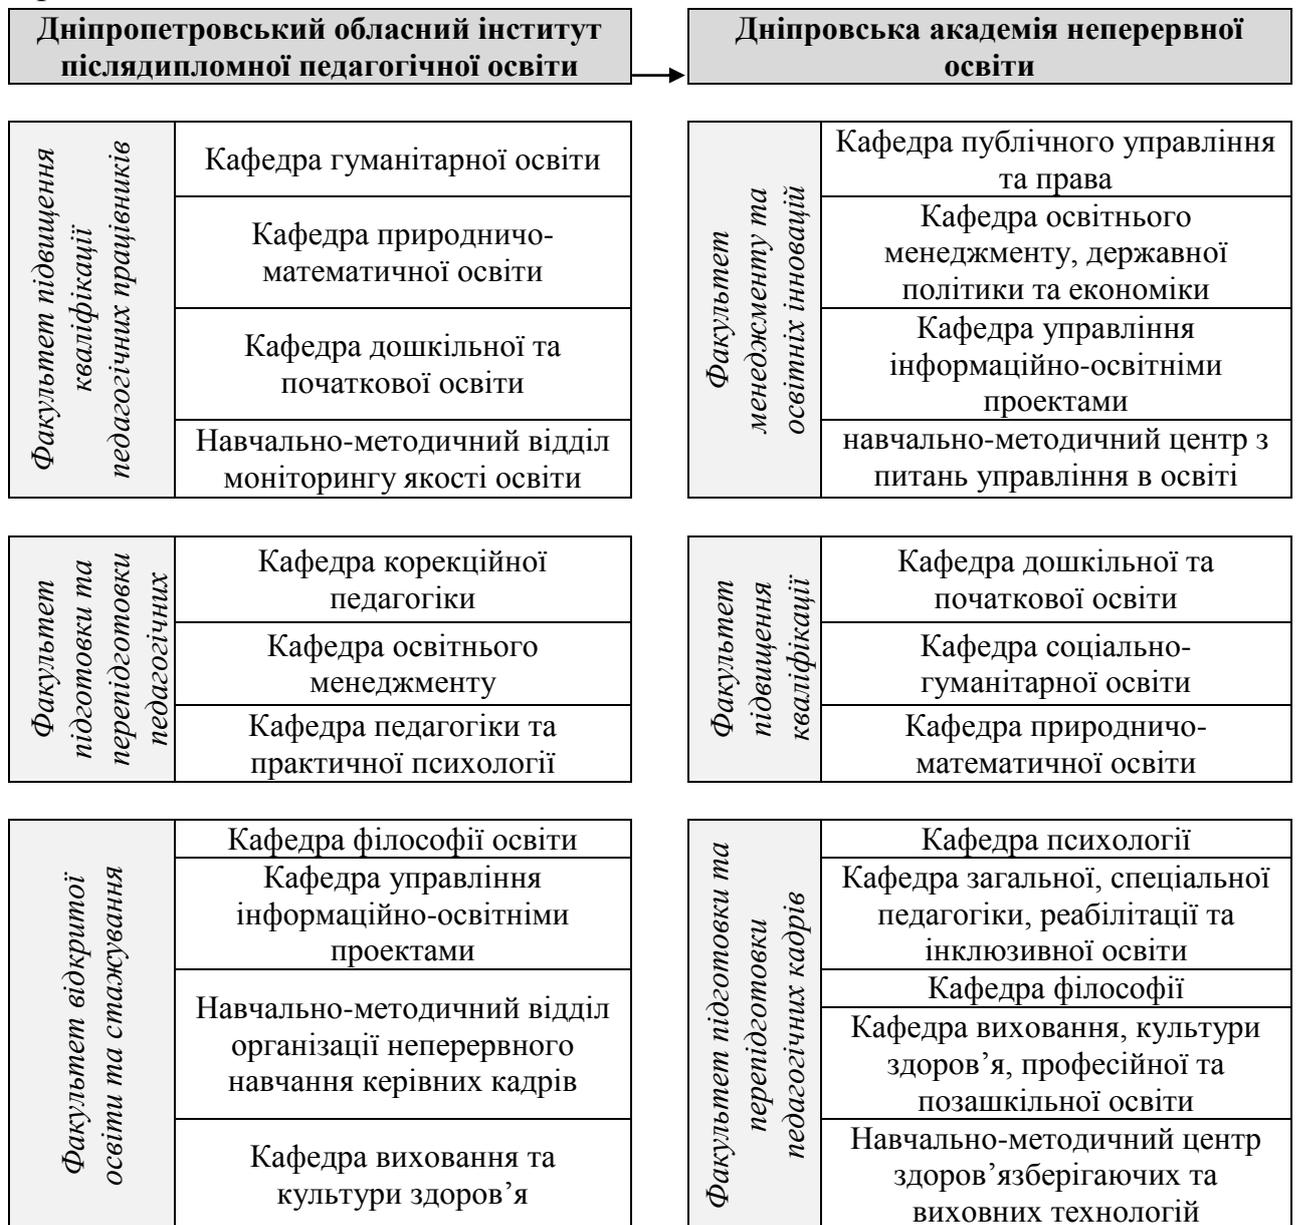 Дніпропетровський обласний інститут
післядипломної педагогічної освіти
Дніпровська академія неперервної
освіти
Факультет підвищення
кваліфікації
педагогічних працівників
Кафедра гуманітарної освіти
Кафедра природничо-
математичної освіти
Кафедра дошкільної та
початкової освіти
Навчально-методичний відділ
моніторингу якості освіти
Факультет
менеджменту та
освітніх інновацій
Кафедра публічного управління
та права
Кафедра освітнього
менеджменту, державної
політики та економіки
Кафедра управління
інформаційно-освітніми
проектами
навчально-методичний центр з
питань управління в освіті
Факультет
підготовки та
перепідготовки
педагогічних
Кафедра корекційної
педагогіки
Кафедра освітнього
менеджменту
Кафедра педагогіки та
практичної психології
Факультет
підвищення
кваліфікації
Кафедра дошкільної та
початкової освіти
Кафедра соціально-
гуманітарної освіти
Кафедра природничо-
математичної освіти
Факультет відкритої
освіти та стажування
Кафедра філософії освіти
Кафедра управління
інформаційно-освітніми
проектами
Навчально-методичний відділ
організації неперервного
навчання керівних кадрів
Кафедра виховання та
культури здоров’я
Факультет підготовки та
перепідготовки
педагогічних кадрів
Кафедра психології
Кафедра загальної, спеціальної
педагогіки, реабілітації та
інклюзивної освіти
Кафедра філософії
Кафедра виховання, культури
здоров’я, професійної та
позашкільної освіти
Навчально-методичний центр
здоров’язберігаючих та
виховних технологій